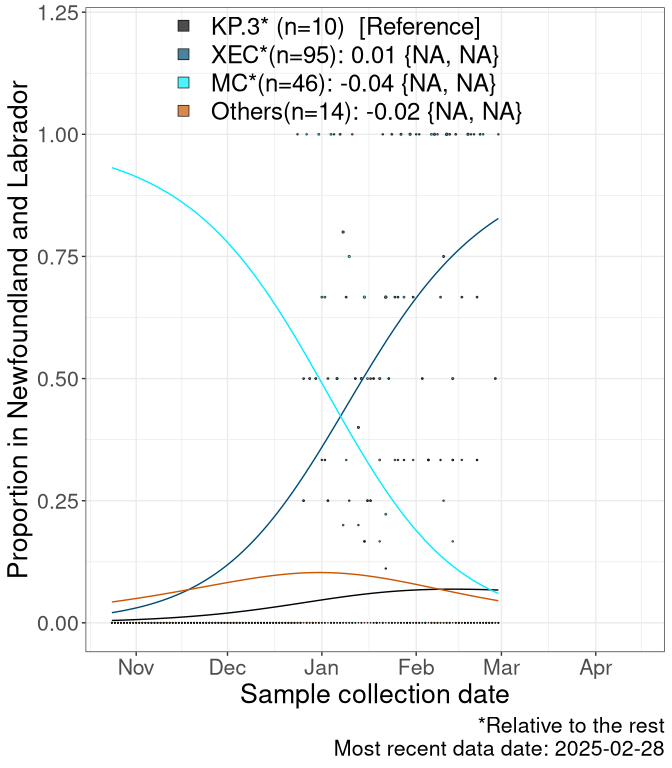 KP.3* (n=10) [Reference]
XEC*(n=95): 0.01 {NA, NA}
MC*(n=46): -0.04 {NA, NA}
Others(n=14): -0.02 {NA, NA}
Proportion in Newfoundland and Labrador
1.25
1.00
0.75
0.50
0.25
0.00
Nov Dec Jan Feb Mar Apr
Sample collection date
*Relative to the rest
Most recent data date: 2025-02-28